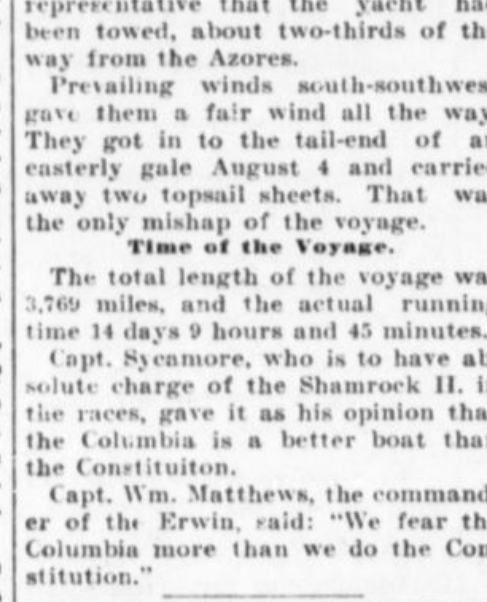 representative that the yacht ha
been towed, about two-thirds of th
way from the Azores.
Prevailing winds south-southwes
gave them a fair wind all the way
They got in to the tail-end of a
easterly gale August 4 and carrie
away two topsail sheets. That wa
the only mishap of the voyage.
Time of the Voyage.
The total length of the voyage wa
3,769 miles, and the actual running
time 14 days 9 hours and 45 minutes.
Capt. Sycamore, who is to have ab
solute charge of the Shamrock II. i
the races, gave it as his opinion tha
the Columbia is a better boat tha
the Constituiton.
Capt. Wm. Matthews, the command
er of the Erwin, said: "We fear th
Columbia more than we do the Con
stitution."